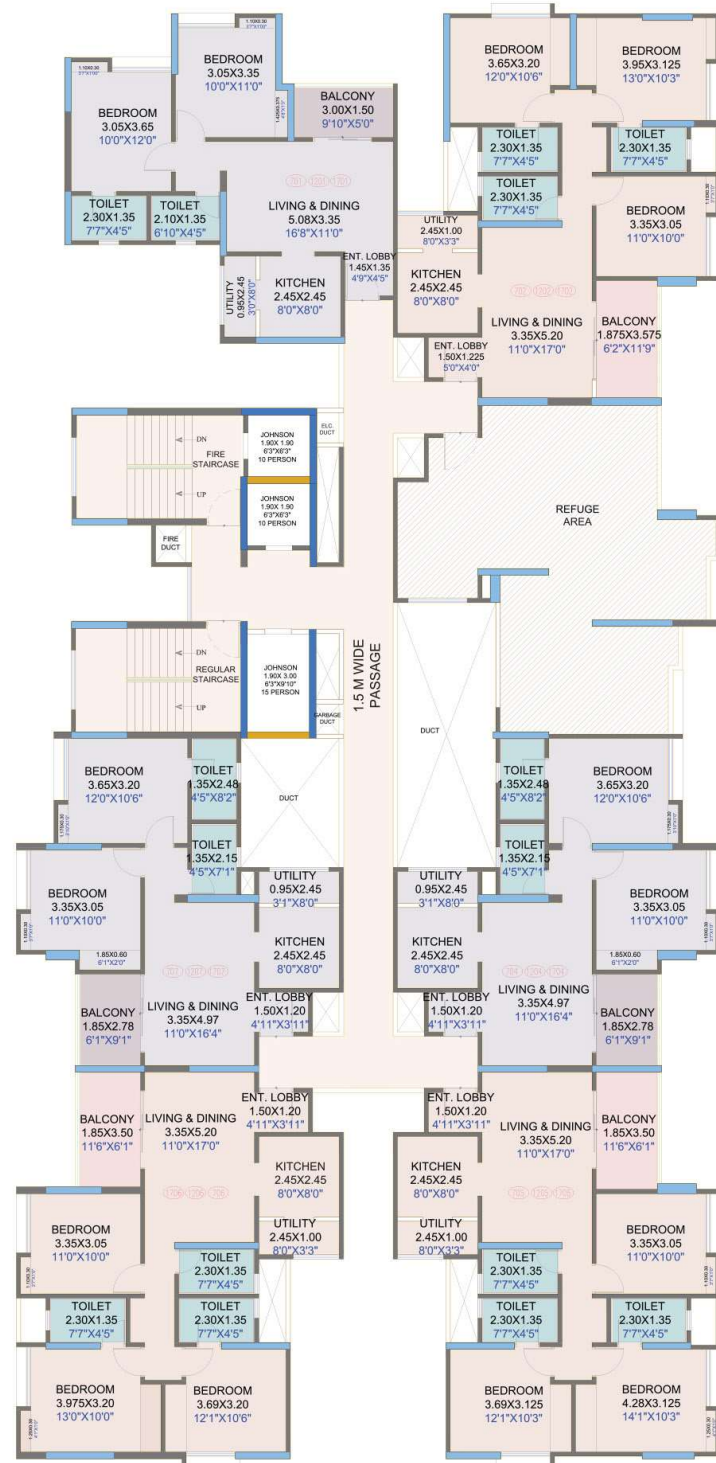 1.10X0.30
3'7"X1'00"
BEDROOM
3.05X3.35
10'0"X11'0"
1.10X0.30
3'7"X1'00"
BEDROOM
3.05X3.65
10'0"X12'0"
BALCONY
3.00X1.50
9'10"X5'0"
701 1201 1701
LIVING & DINING
5.08X3.35
16'8"X11'0"
TOILET
2.30X1.35
7'7"X4'5"
TOILET
2.10X1.35
6'10"X4'5"
ENT. LOBBY
1.45X1.35
4'9"X4'5"
UTILITY
0.95X2.45
3'0"X8'0"
KITCHEN
2.45X2.45
8'0"X8'0"
BEDROOM
3.65X3.20
12'0"X10'6"
BEDROOM
3.95X3.125
13'0"X10'3"
TOILET
2.30X1.35
7'7"X4'5"
TOILET
2.30X1.35
7'7"X4'5"
TOILET
2.30X1.35
7'7"X4'5"
BEDROOM
3.35X3.05
11'0"X10'0"
UTILITY
2.45X1.00
8'0"X3'3"
KITCHEN
2.45X2.45
8'0"X8'0"
702 1202 1702
LIVING & DINING
3.35X5.20
11'0"X17'0"
BALCONY
1.875X3.575
6'2"X11'9"
ENT. LOBBY
1.50X1.225
5'0"X4'0"
DN
FIRE
STAIRCASE
UP
JOHNSON
1.90X 1.90
6'3"X6'3"
10 PERSON
JOHNSON
1.90X 1.90
6'3"X6'3"
10 PERSON
ELC.
DUCT
FIRE
DUCT
REFUGE
AREA
DN
REGULAR
STAIRCASE
UP
JOHNSON
1.90X 3.00
6'3"X9'10"
15 PERSON
GARBAGE
DUCT
1.5 M WIDE
PASSAGE
DUCT
DUCT
BEDROOM
3.65X3.20
12'0"X10'6"
TOILET
1.35X2.48
4'5"X8'2"
TOILET
1.35X2.15
4'5"X7'1"
BEDROOM
3.35X3.05
11'0"X10'0"
1.85X0.60
6'1"X2'0"
UTILITY
0.95X2.45
3'1"X8'0"
KITCHEN
2.45X2.45
8'0"X8'0"
LIVING & DINING
3.35X4.97
11'0"X16'4"
BALCONY
1.85X2.78
6'1"X9'1"
ENT. LOBBY
1.50X1.20
4'11"X3'11"
TOILET
1.35X2.48
4'5"X8'2"
BEDROOM
3.65X3.20
12'0"X10'6"
TOILET
1.35X2.15
4'5"X7'1"
BEDROOM
3.35X3.05
11'0"X10'0"
1.85X0.60
6'1"X2'0"
UTILITY
0.95X2.45
3'1"X8'0"
KITCHEN
2.45X2.45
8'0"X8'0"
LIVING & DINING
3.35X4.97
11'0"X16'4"
BALCONY
1.85X2.78
6'1"X9'1"
ENT. LOBBY
1.50X1.20
4'11"X3'11"
BALCONY
1.85X3.50
11'6"X6'1"
LIVING & DINING
3.35X5.20
11'0"X17'0"
ENT. LOBBY
1.50X1.20
4'11"X3'11"
KITCHEN
2.45X2.45
8'0"X8'0"
UTILITY
2.45X1.00
8'0"X3'3"
1706 1206 706
BEDROOM
3.35X3.05
11'0"X10'0"
TOILET
2.30X1.35
7'7"X4'5"
TOILET
2.30X1.35
7'7"X4'5"
TOILET
2.30X1.35
7'7"X4'5"
BEDROOM
3.975X3.20
13'0"X10'0"
BEDROOM
3.69X3.20
12'1"X10'6"
ENT. LOBBY
1.50X1.20
4'11"X3'11"
LIVING & DINING
3.35X5.20
11'0"X17'0"
BALCONY
1.85X3.50
11'6"X6'1"
KITCHEN
2.45X2.45
8'0"X8'0"
UTILITY
2.45X1.00
8'0"X3'3"
BEDROOM
3.35X3.05
11'0"X10'0"
TOILET
2.30X1.35
7'7"X4'5"
TOILET
2.30X1.35
7'7"X4'5"
TOILET
2.30X1.35
7'7"X4'5"
BEDROOM
3.69X3.125
12'1"X10'3"
BEDROOM
4.28X3.125
14'1"X10'3"